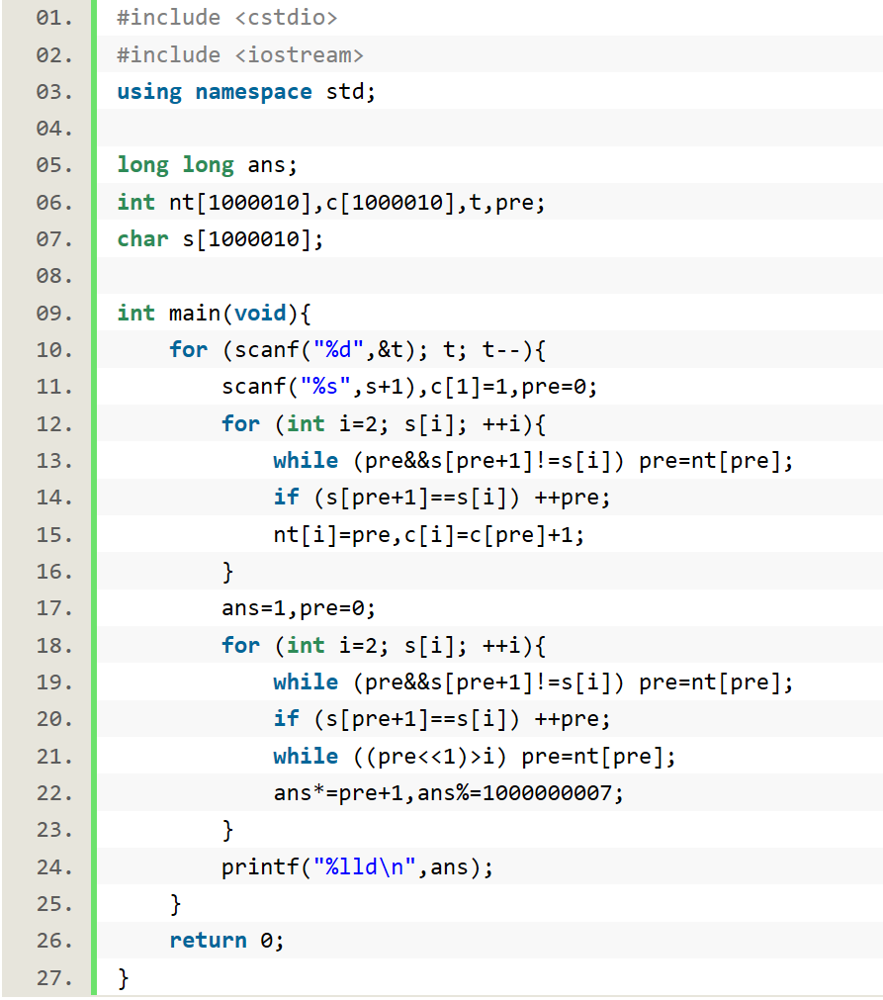 01. #include <cstdio>
02. #include <iostream>
03. using namespace std;
04.
05. long long ans;
06. int nt[1000010],c[1000010],t,pre;
07. char s[1000010];
08.
09. int main(void){
10.     for (scanf("%d",&t); t; t--){
11.         scanf("%s",s+1),c[1]=1,pre=0;
12.         for (int i=2; s[i]; ++i){
13.             while (pre&&s[pre+1]!=s[i]) pre=nt[pre];
14.             if (s[pre+1]==s[i]) ++pre;
15.             nt[i]=pre,c[i]=c[pre]+1;
16.         }
17.         ans=1,pre=0;
18.         for (int i=2; s[i]; ++i){
19.             while (pre&&s[pre+1]!=s[i]) pre=nt[pre];
20.             if (s[pre+1]==s[i]) ++pre;
21.             while ((pre<<1)>i) pre=nt[pre];
22.             ans*=pre+1,ans%=1000000007;
23.         }
24.         printf("%lld\n",ans);
25.     }
26.     return 0;
27. }